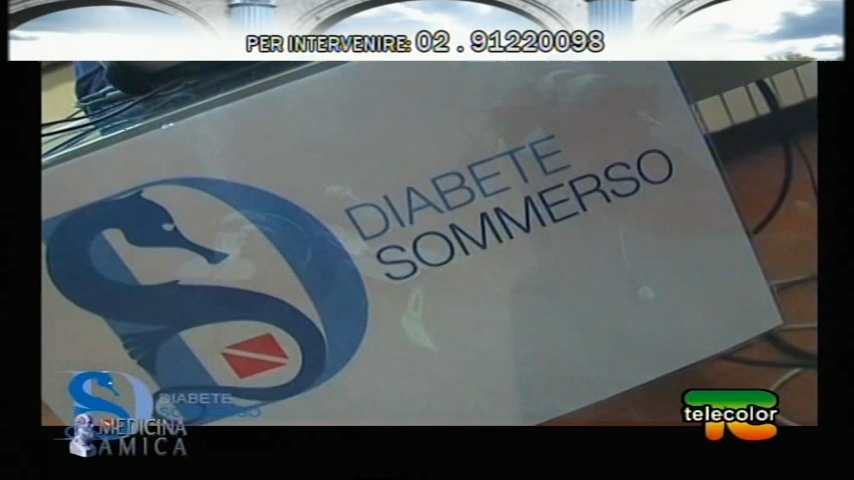 PER INTERVENIRE: 02 . 91220098
DIABETE
SOMMERSO
DIABETE
SOMMERSO
MEDICINA
AMICA
telecolor